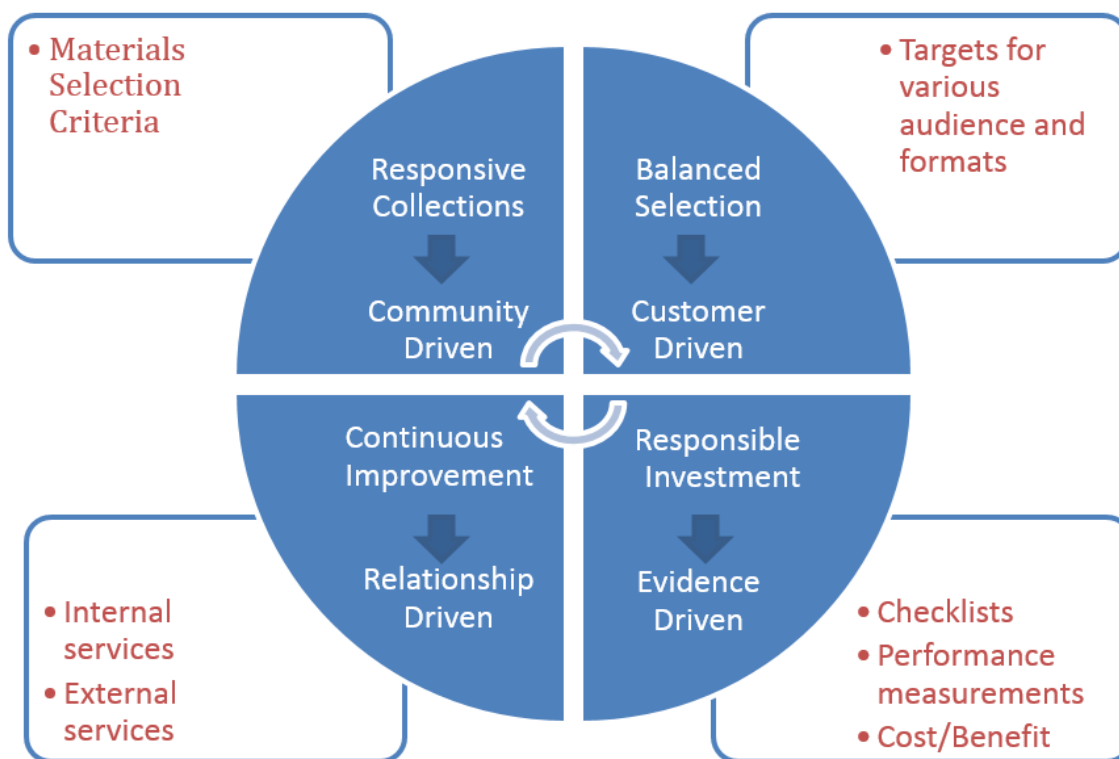 • Materials
Selection
Criteria
Responsive
Collections
Community
Driven
Balanced
Selection
Customer
Driven
• Targets for
various
audience and
formats
• Internal
services
• External
services
Continuous
Improvement
Relationship
Driven
Responsible
Investment
Evidence
Driven
• Checklists
• Performance
measurements
• Cost/Benefit